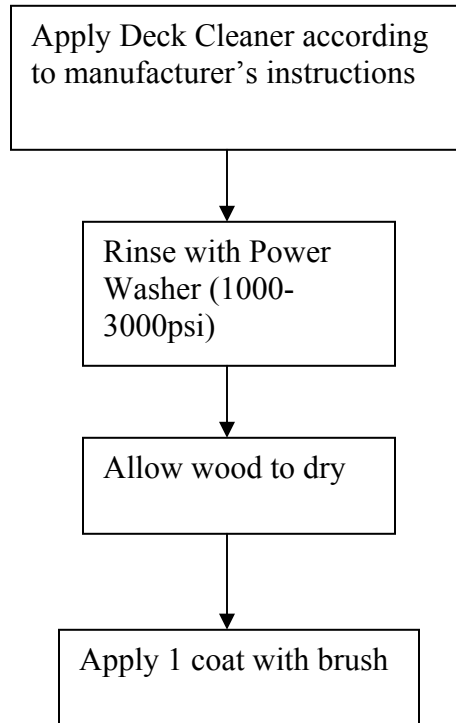 Apply Deck Cleaner according
to manufacturer’s instructions
Rinse with Power
Washer (1000-
3000psi)
Allow wood to dry
Apply 1 coat with brush